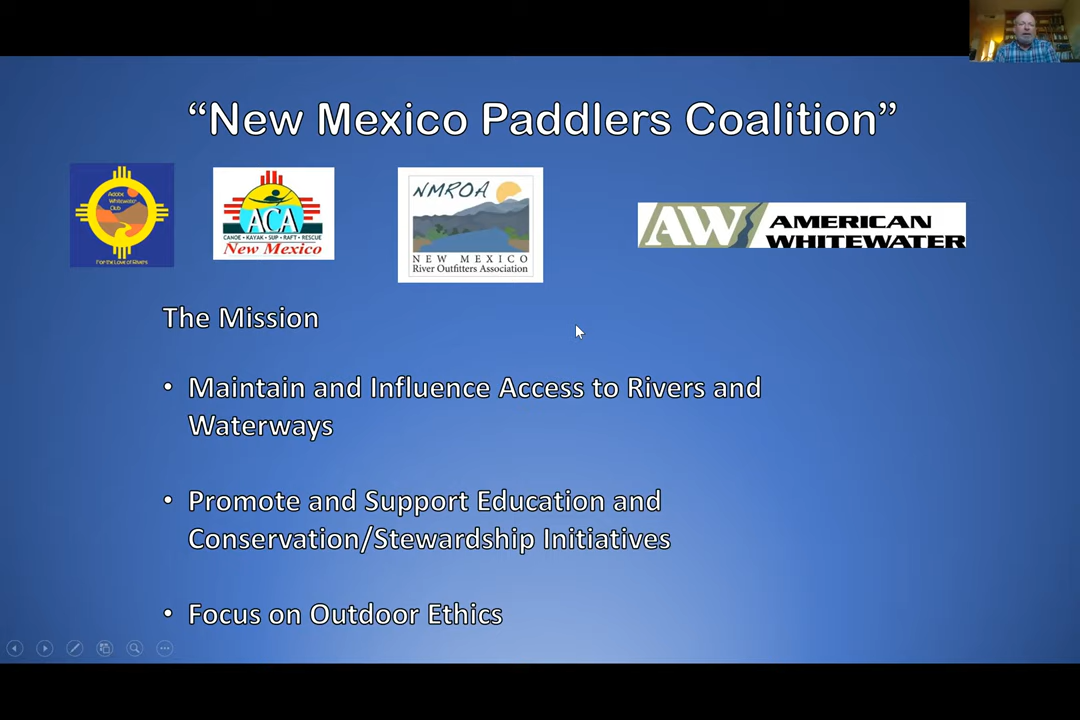 “New Mexico Paddlers Coalition”
Adobe
Whitewater
Club
For the Love of Rivers
ACA
CANOE • KAYAK • SUP • RAFT • RESCUE
New Mexico
NMROA
NEW MEXICO
River Outfitters Association
AW
AMERICAN
WHITEWATER
The Mission
• Maintain and Influence Access to Rivers and
Waterways
• Promote and Support Education and
Conservation/Stewardship Initiatives
• Focus on Outdoor Ethics